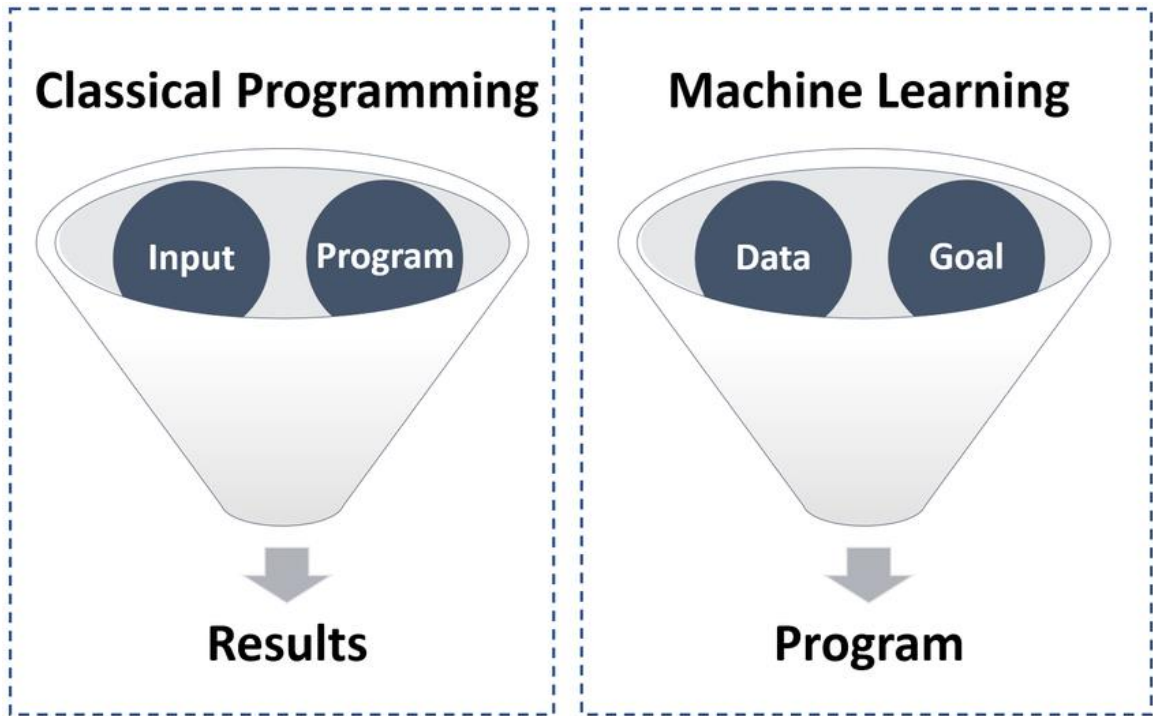 Classical Programming
Input
Program
Results
Machine Learning
Data
Goal
Program